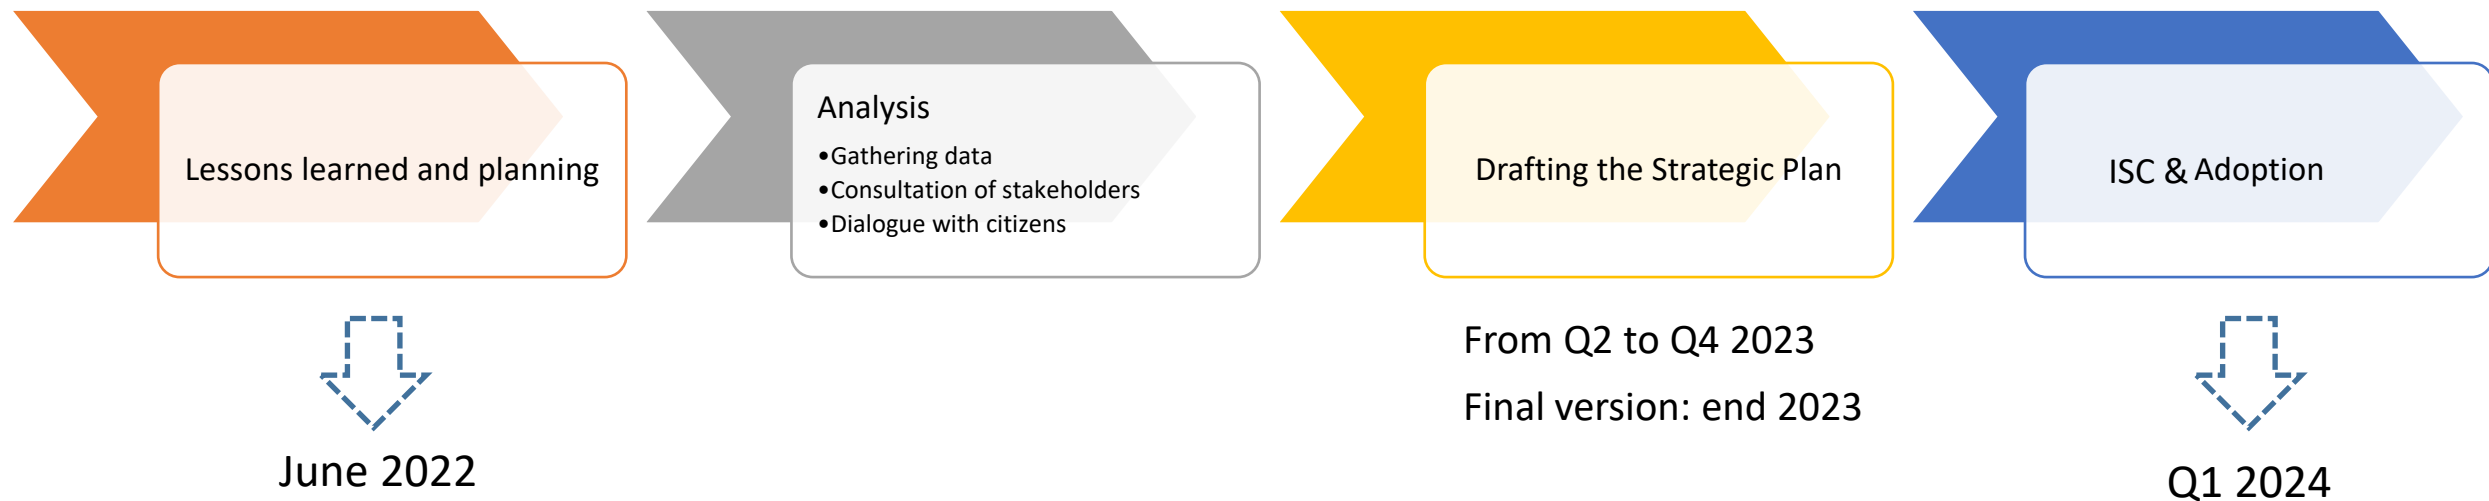 Lessons learned and planning
Analysis
•Gathering data
•Consultation of stakeholders
•Dialogue with citizens
Drafting the Strategic Plan
ISC & Adoption
June 2022
From Q2 to Q4 2023
Final version: end 2023
Q1 2024